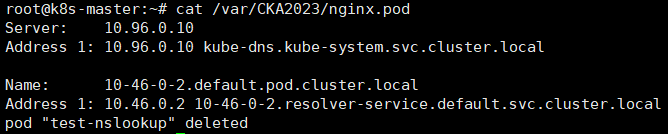 root@k8s-master:~# cat /var/CKA2023/nginx.pod
Server:    10.96.0.10
Address 1: 10.96.0.10 kube-dns.kube-system.svc.cluster.local

Name:      10-46-0-2.default.pod.cluster.local
Address 1: 10.46.0.2 10-46-0-2.resolver-service.default.svc.cluster.local
pod "test-nslookup" deleted